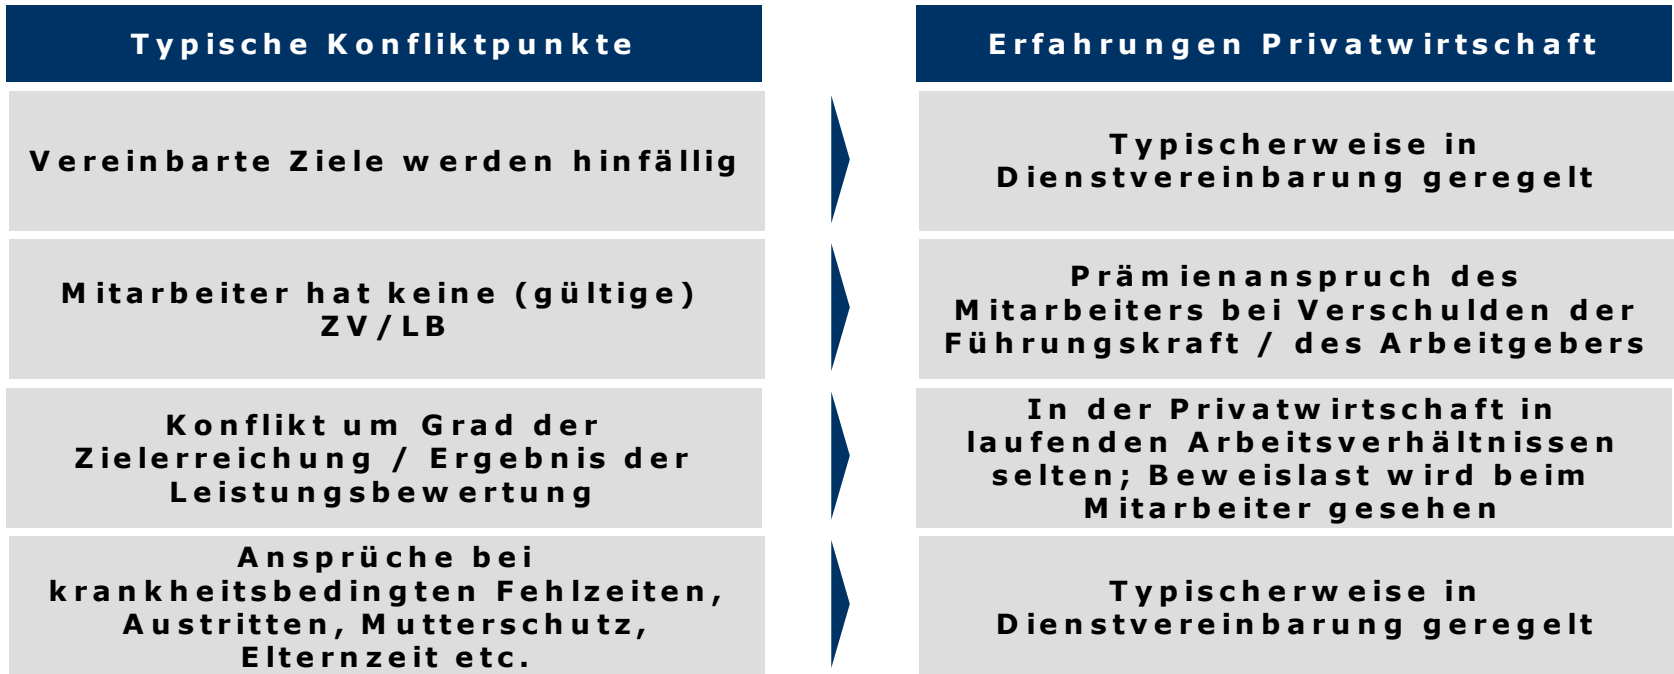 Typische Konfliktpunkte
Erfahrungen Privatwirtschaft
Vereinbarte Ziele werden hinfällig
Typischerweise in
Dienstvereinbarung geregelt
Mitarbeiter hat keine (gültige)
ZV/LB
Prämienanspruch des
Mitarbeiters bei Verschulden der
Führungskraft / des Arbeitgebers
Konflikt um Grad der
Zielerreichung / Ergebnis der
Leistungsbewertung
In der Privatwirtschaft in
laufenden Arbeitsverhältnissen
selten; Beweislast wird beim
Mitarbeiter gesehen
Ansprüche bei
krankheitsbedingten Fehlzeiten,
Austritten, Mutterschutz,
Elternzeit etc.
Typischerweise in
Dienstvereinbarung geregelt